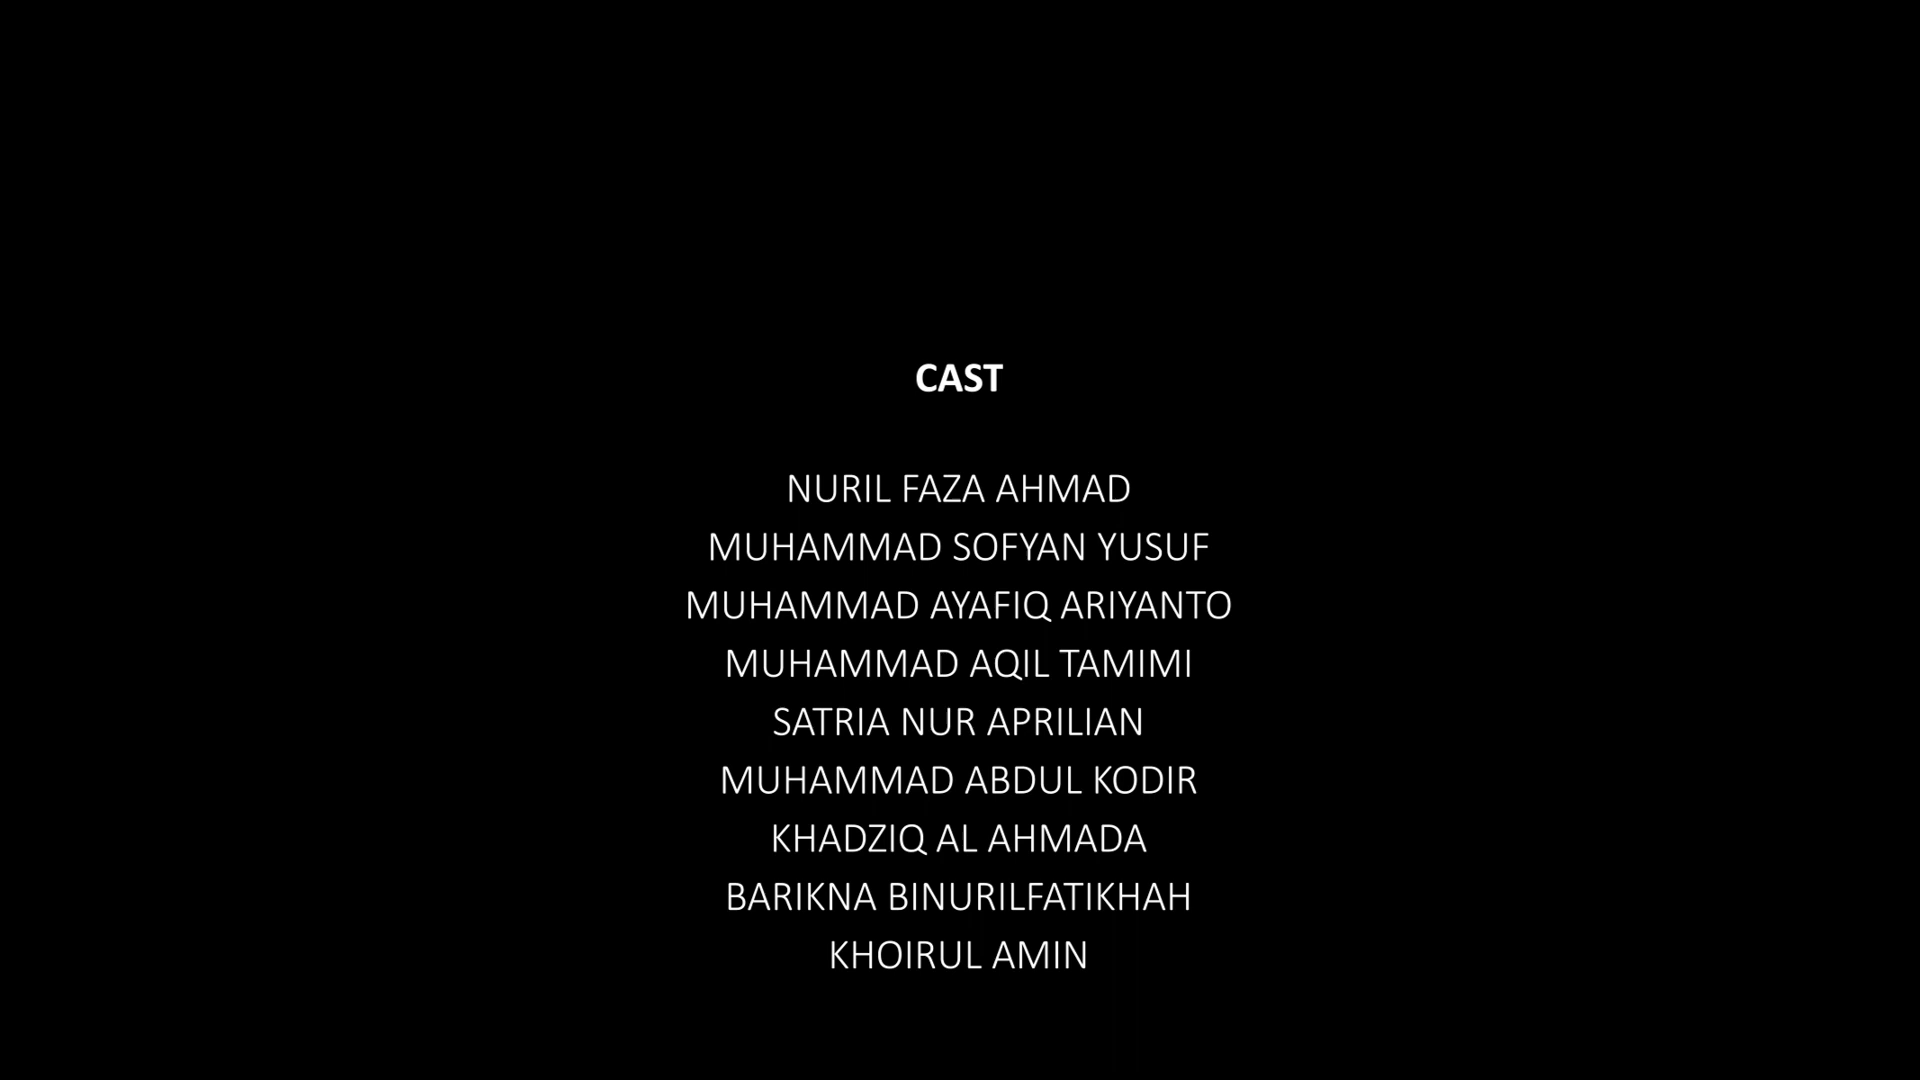 CAST
NURIL FAZA AHMAD
MUHAMMAD SOFYAN YUSUF
MUHAMMAD AYAFIQ ARIYANTO
MUHAMMAD AQIL TAMIMI
SATRIA NUR APRILIAN
MUHAMMAD ABDUL KODIR
KHADZIQ AL AHMADA
BARIKNA BINURILFATIKHAH
KHOIRUL AMIN